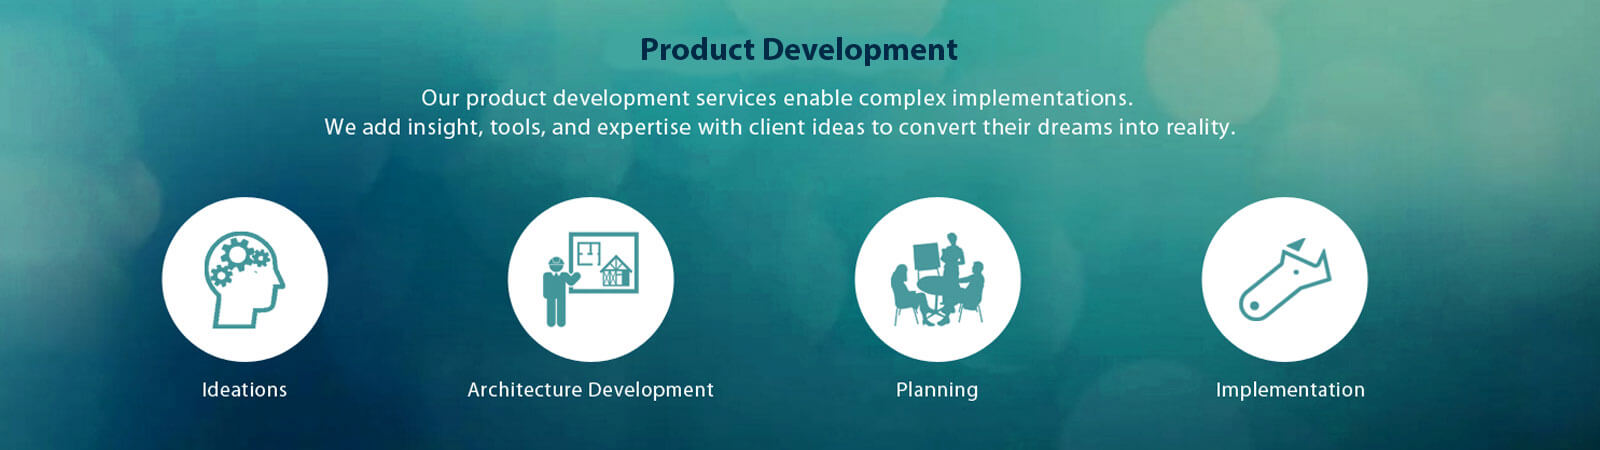 Product Development
Our product development services enable complex implementations.
We add insight, tools, and expertise with client ideas to convert their dreams into reality.
Ideations
Architecture Development
Planning
Implementation